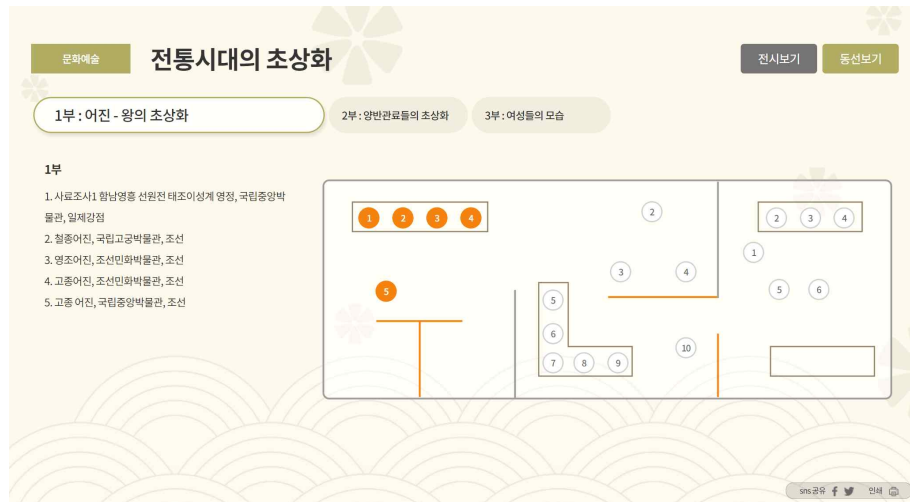 문화예술
전통시대의 초상화
전시보기
동선보기
1부 : 어진 - 왕의 초상화
2부 : 양반관료들의 초상화
3부 : 여성들의 모습
1부
1. 사료조사1 함남영흥 선원전 태조이성계 영정, 국립중앙박
물관, 일제강점
2. 철종어진, 국립고궁박물관, 조선
3. 영조어진, 조선민화박물관, 조선
4. 고종어진, 조선민화박물관, 조선
5. 고종 어진, 국립중앙박물관, 조선
1 2 3 4
5
2
3 4
5
6
7 8 9
10
2 3 4
1
5 6
sns공유
인쇄